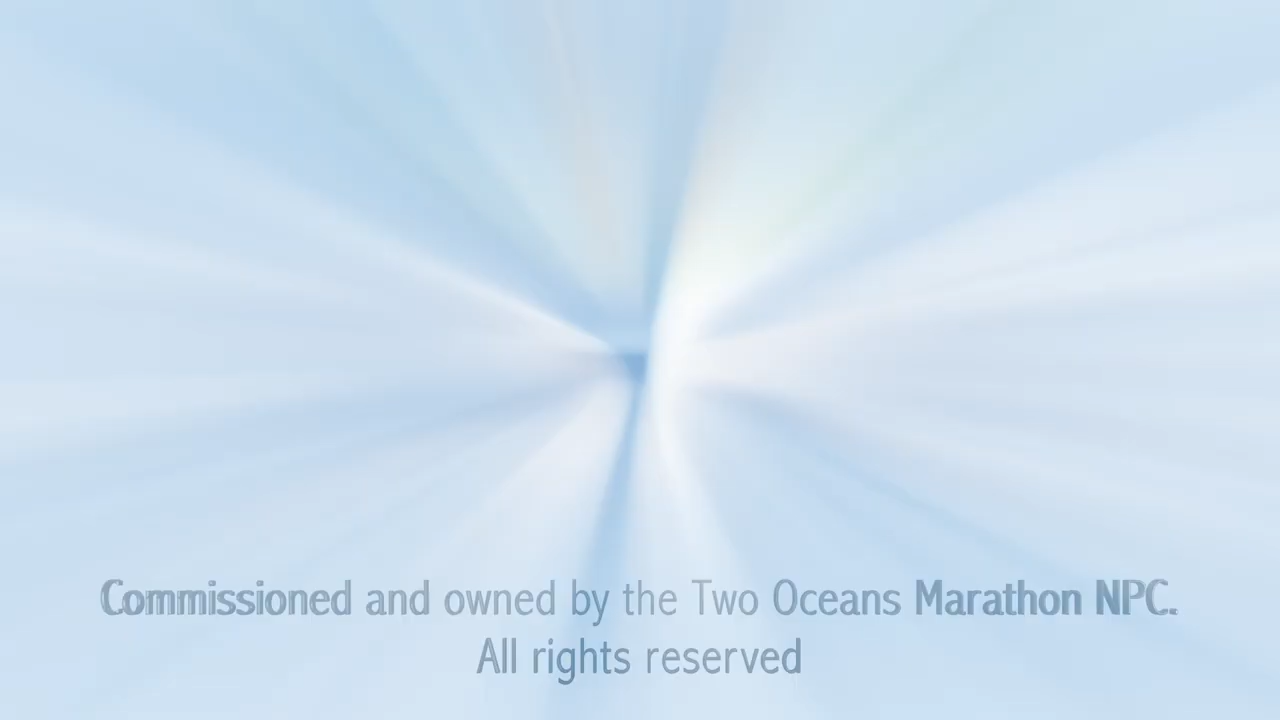 Commissioned and owned by the Two Oceans Marathon NPC.
All rights reserved